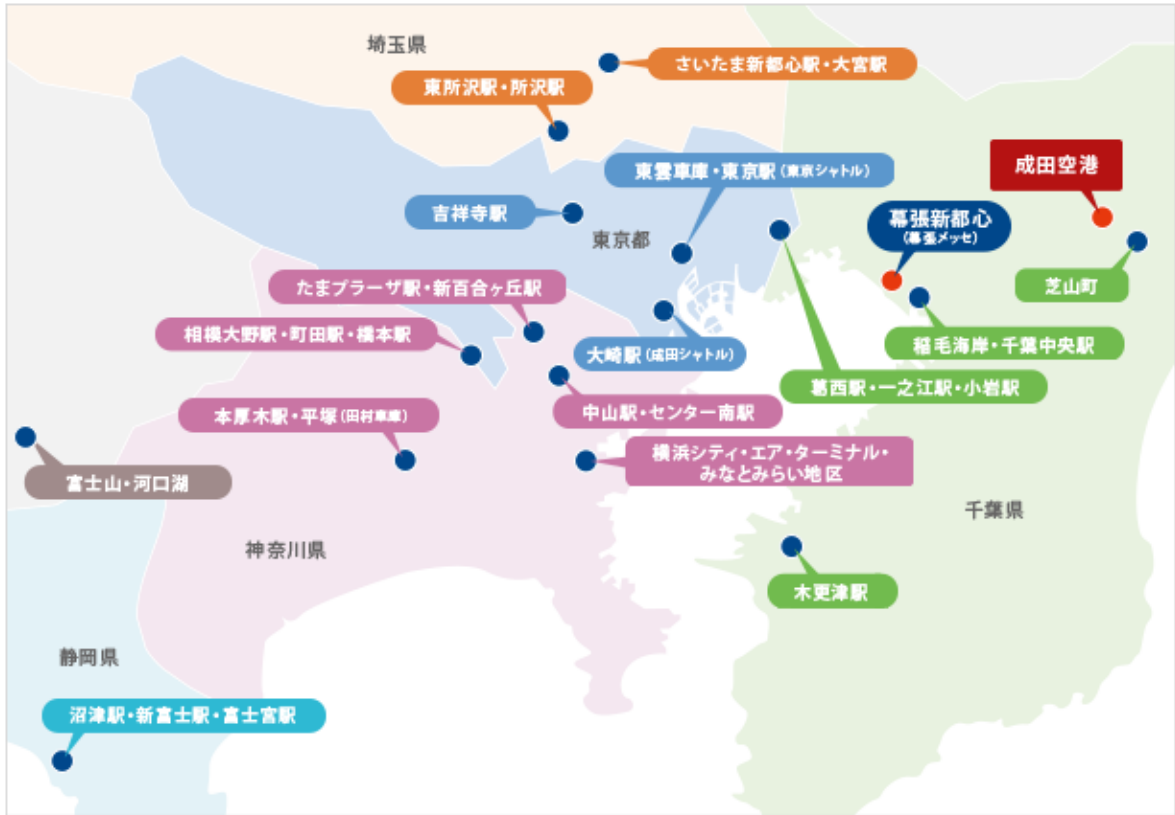 埼玉県
さいたま新都心駅・大宮駅
東所沢駅・所沢駅
東雲車庫・東京駅(東京シャトル)
成田空港
吉祥寺駅
東京都
幕張新都心
(幕張メッセ)
芝山町
たまプラーザ駅・新百合ヶ丘駅
相模大野駅・町田駅・橋本駅
大崎駅(成田シャトル)
稲毛海岸・千葉中央駅
葛西駅・一之江駅・小岩駅
本厚木駅・平塚(田村車庫)
中山駅・センター南駅
横浜シティ・エア・ターミナル・
みなとみらい地区
富士山・河口湖
千葉県
神奈川県
木更津駅
静岡県
沼津駅・新富士駅・富士宮駅